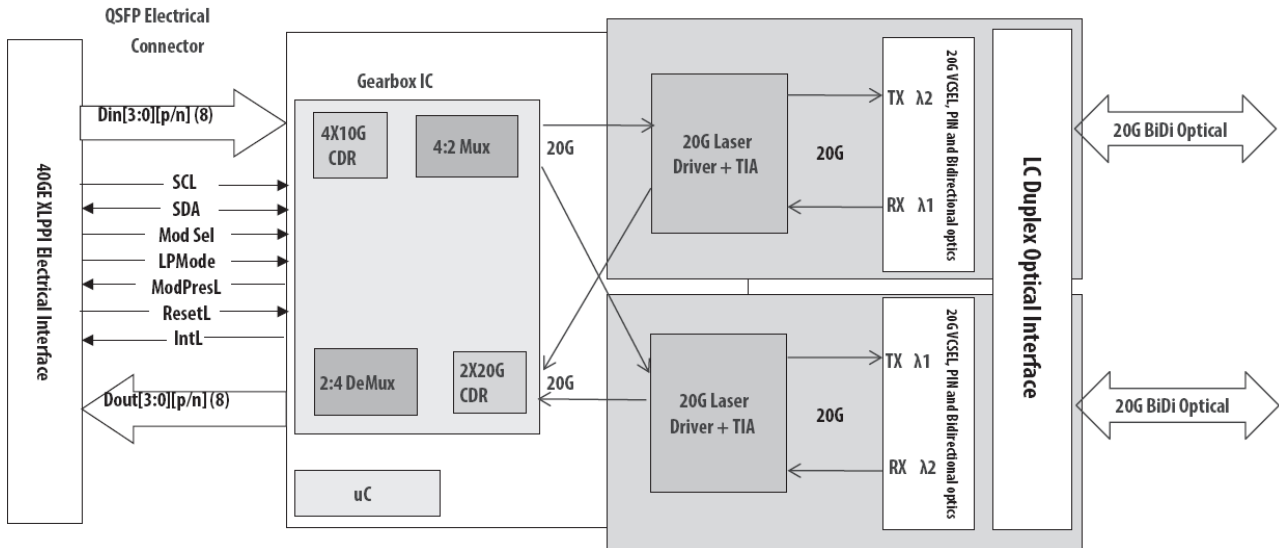 QSFP Electrical
Connector
40GE XLPPI Electrical Interface
Din[3:0][p/n] (8)
SCL
SDA
Mod Sel
LPMode
ModPresL
ResetL
IntL
Dout[3:0][p/n] (8)
Gearbox IC
4X10G
CDR
4:2 Mux
2:4 DeMux
2X20G
CDR
uC
20G
20G
20G Laser
Driver + TIA
20G
TX λ2
RX λ1
20G VCSEL, PIN and Bidirectional optics
20G Laser
Driver + TIA
20G
TX λ1
RX λ2
20G VCSEL, PIN and Bidirectional optics
LC Duplex Optical Interface
20G BiDi Optical
20G BiDi Optical